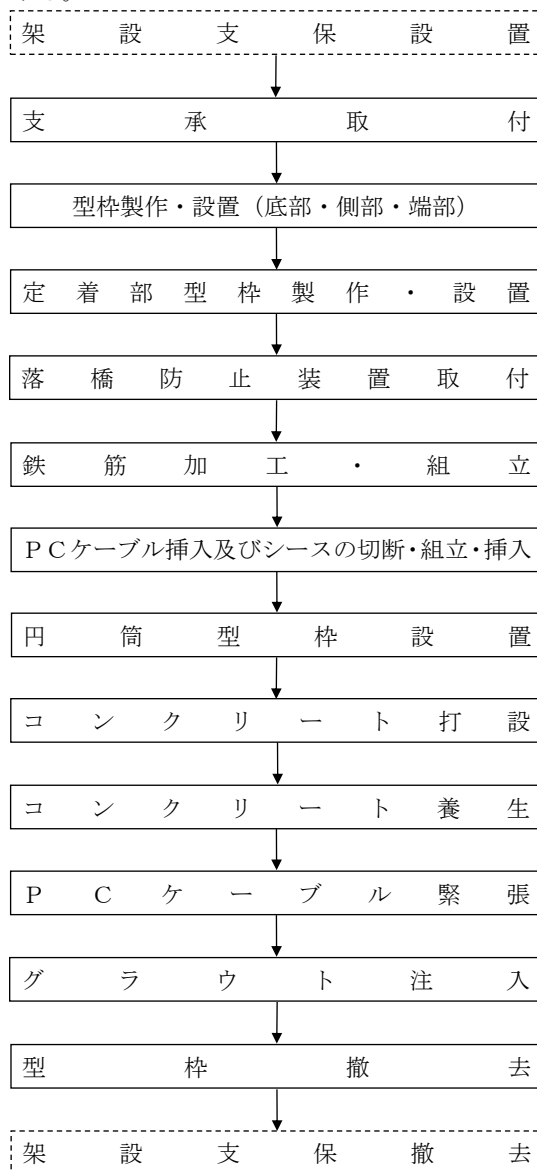 架設支保設置
支承取付
型枠製作・設置（底部・側部・端部）
定着部型枠製作・設置
落橋防止装置取付
鉄筋加工・組立
ＰＣケーブル挿入及びシースの切断・組立・挿入
円筒型枠設置
コンクリート打設
コンクリート養生
ＰＣケーブル緊張
グラウト注入
型枠撤去
架設支保撤去